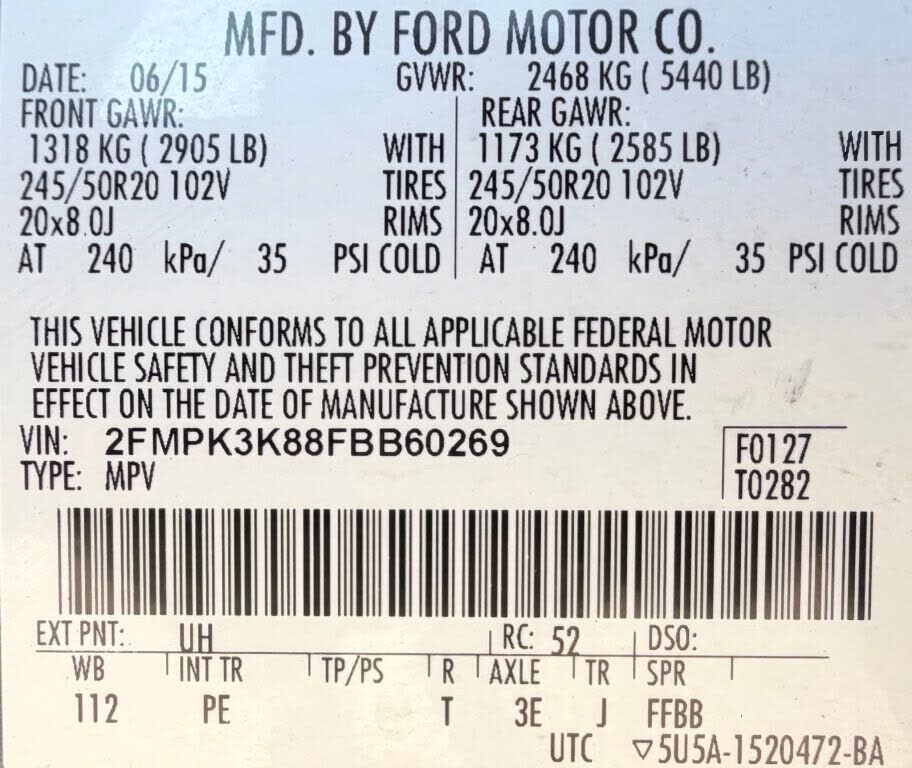 MFD. BY FORD MOTOR CO.
DATE: 06/15 GVWR: 2468 KG ( 5440 LB)
FRONT GAWR: REAR GAWR:
1318 KG ( 2905 LB) WITH 1173 KG ( 2585 LB) WITH
245/50R20 102V TIRES 245/50R20 102V TIRES
20x8.0J RIMS 20x8.0J RIMS
AT 240 kPa/ 35 PSI COLD AT 240 kPa/ 35 PSI COLD
THIS VEHICLE CONFORMS TO ALL APPLICABLE FEDERAL MOTOR
VEHICLE SAFETY AND THEFT PREVENTION STANDARDS IN
EFFECT ON THE DATE OF MANUFACTURE SHOWN ABOVE.
VIN: 2FMPK3K88FBB60269 F0127
TYPE: MPV T0282
EXT PNT: UH RC: 52 DSO:
WB INT TR TP/PS R AXLE TR SPR
112 PE T 3E J FFBB
UTC ▽5U5A-1520472-BA